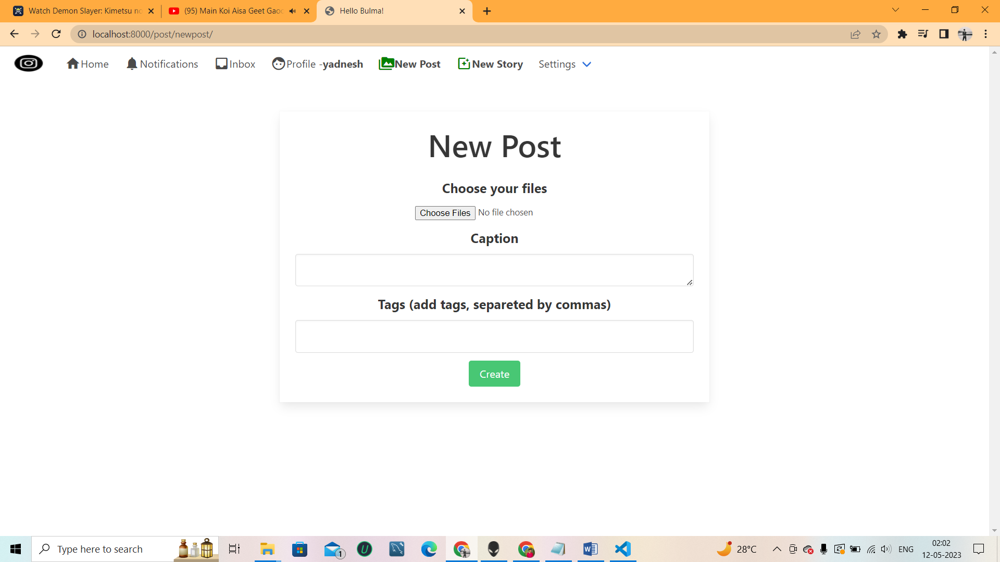 Watch Demon Slayer: Kimetsu no
(95) Main Koi Aisa Geet Gaoo
Hello Bulma!
localhost:8000/post/newpost/
Home
Notifications
Inbox
Profile -yadnesh
New Post
New Story
Settings
New Post
Choose your files
Choose Files No file chosen
Caption
Tags (add tags, separeted by commas)
Create
Type here to search
1
U
W
28°C
ENG
02:02
12-05-2023